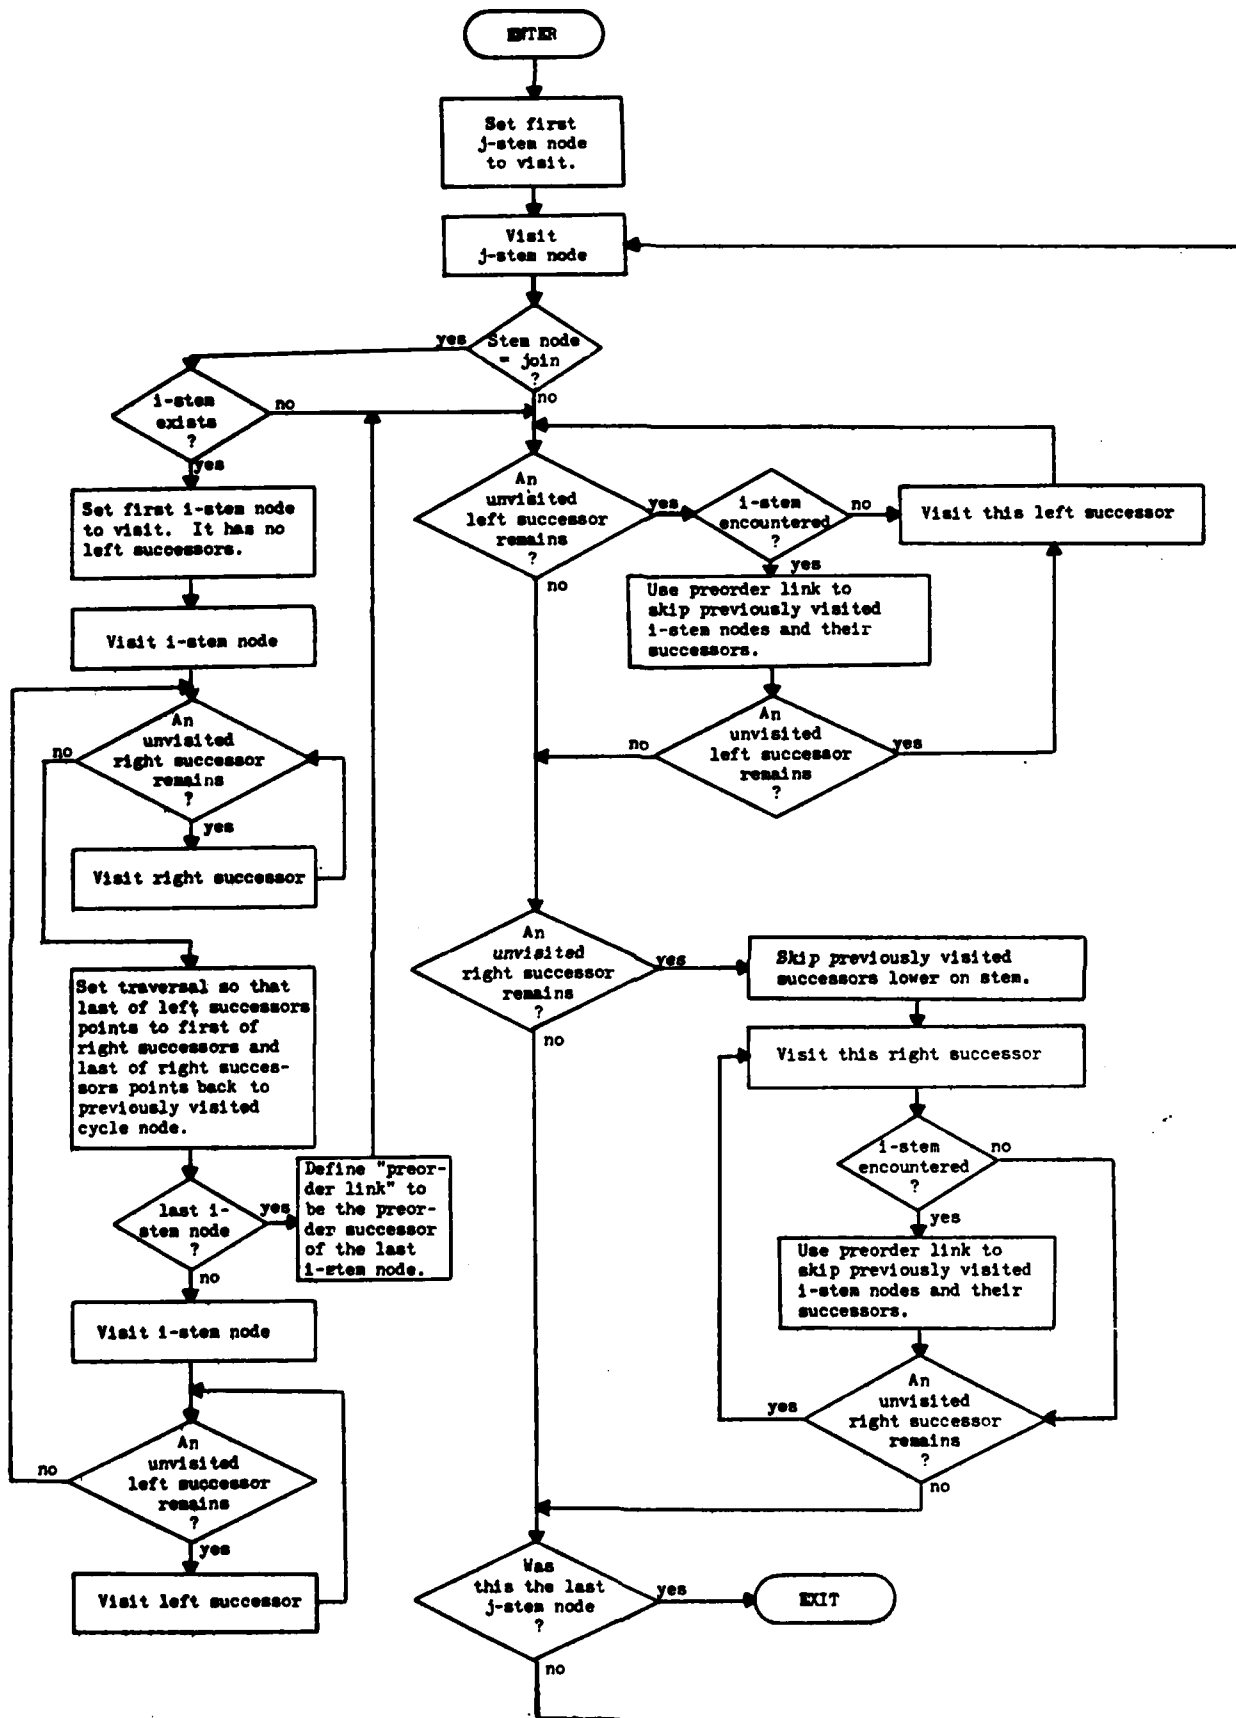 ENTER
Set first
j-stem node
to visit.
Visit
j-stem node
Stem node
= join
?
yes
no
i-stem
exists
?
no
yes
Set first i-stem node
to visit. It has no
left successors.
Visit i-stem node
An
unvisited
right successor
remains
?
no
yes
Visit right successor
Set traversal so that
last of left successors
points to first of
right successors and
last of right succes-
sors points back to
previously visited
cycle node.
last i-
stem node
?
yes
no
Define "preor-
der link" to
be the preor-
der successor
of the last
i-stem node.
Visit i-stem node
An
unvisited
left successor
remains
?
no
yes
Visit left successor
An
unvisited
left successor
remains
?
yes
no
i-stem
encountered
?
no
yes
Visit this left successor
Use preorder link to
skip previously visited
i-stem nodes and their
successors.
An
unvisited
left successor
remains
?
no
yes
An
unvisited
right successor
remains
?
yes
no
Skip previously visited
successors lower on stem.
Visit this right successor
i-stem
encountered
?
no
yes
Use preorder link to
skip previously visited
i-stem nodes and their
successors.
An
unvisited
right successor
remains
?
yes
no
Was
this the last
j-stem node
?
yes
no
EXIT